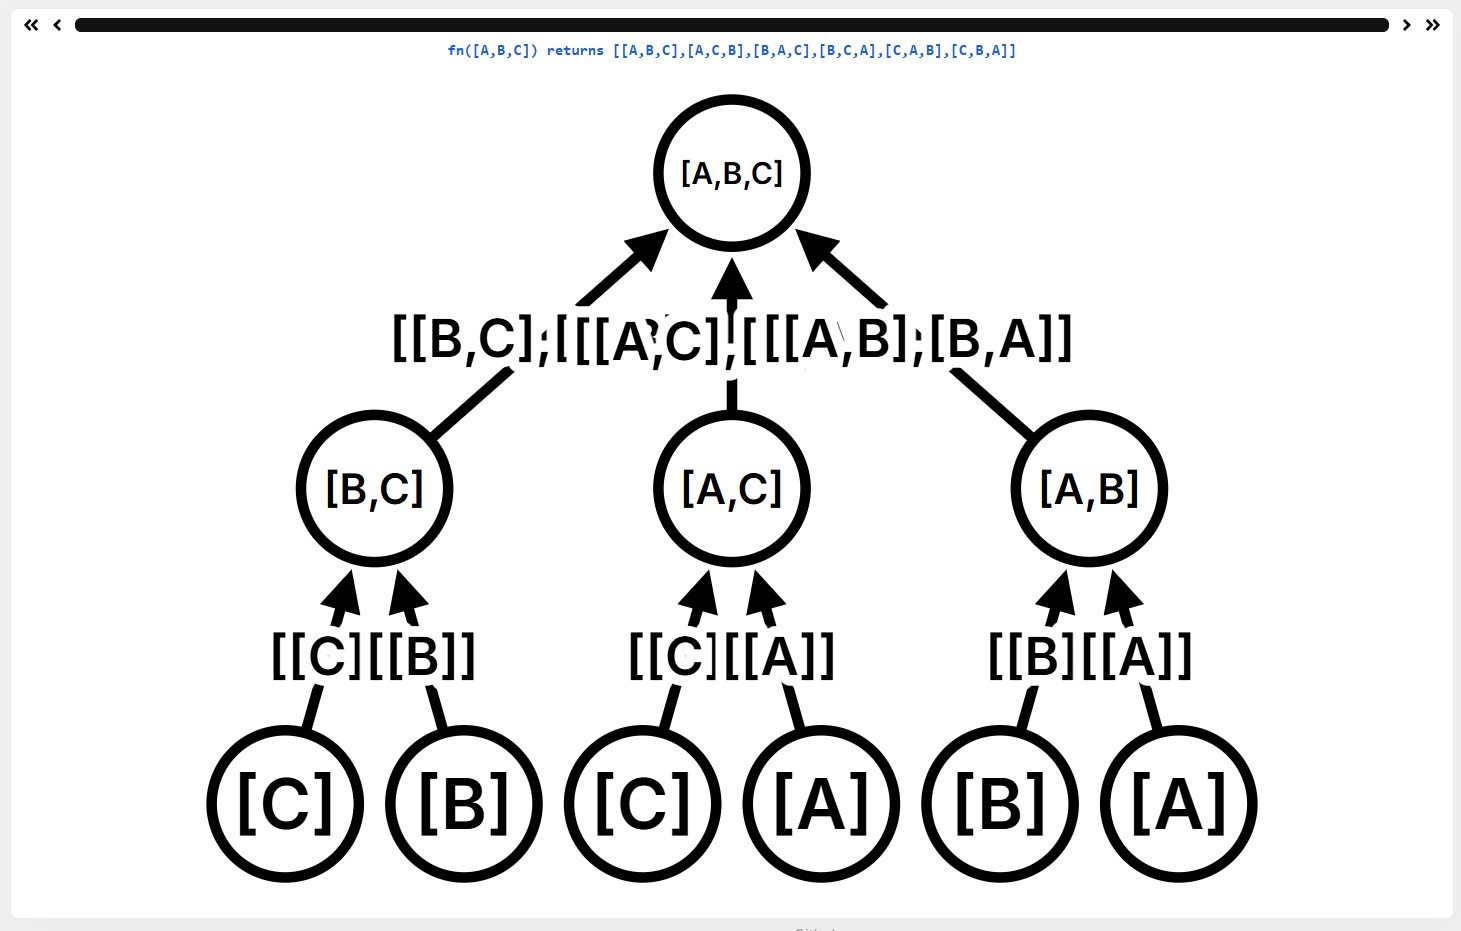 fn([A,B,C]) returns [[A,B,C],[A,C,B],[B,A,C],[B,C,A],[C,A,B],[C,B,A]]
[A,B,C]
[[B,C],[ [[A,C],[ [[A,B],[B,A]]
[B,C] [A,C] [A,B]
[[C] [[B]] [[C] [[A]] [[B] [[A]]
[C] [B] [C] [A] [B] [A]